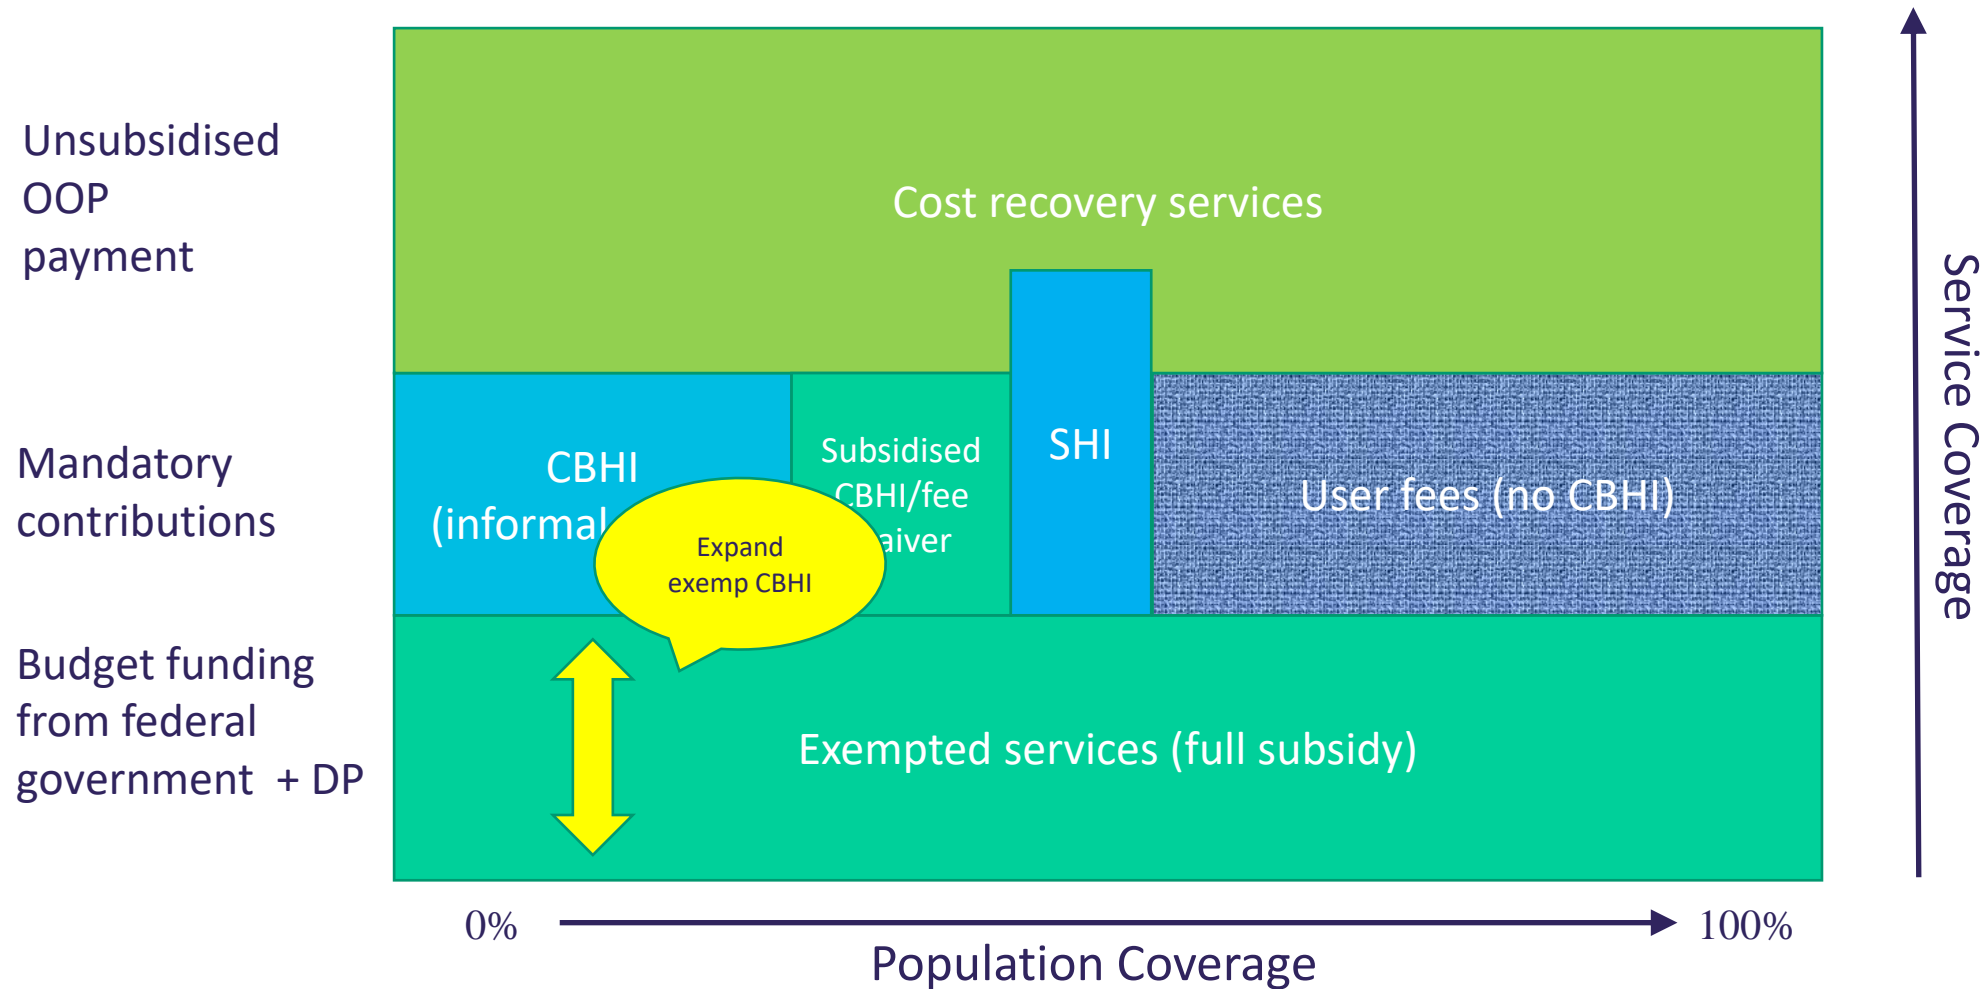 Unsubsidised
OOP
payment
Cost recovery services
Mandatory
contributions
CBHI
(informal
Subsidised
CBHI/fee
aiver
SHI
User fees (no CBHI)
Expand
exemp CBHI
Budget funding
from federal
government + DP
Exempted services (full subsidy)
Service Coverage
0%
100%
Population Coverage